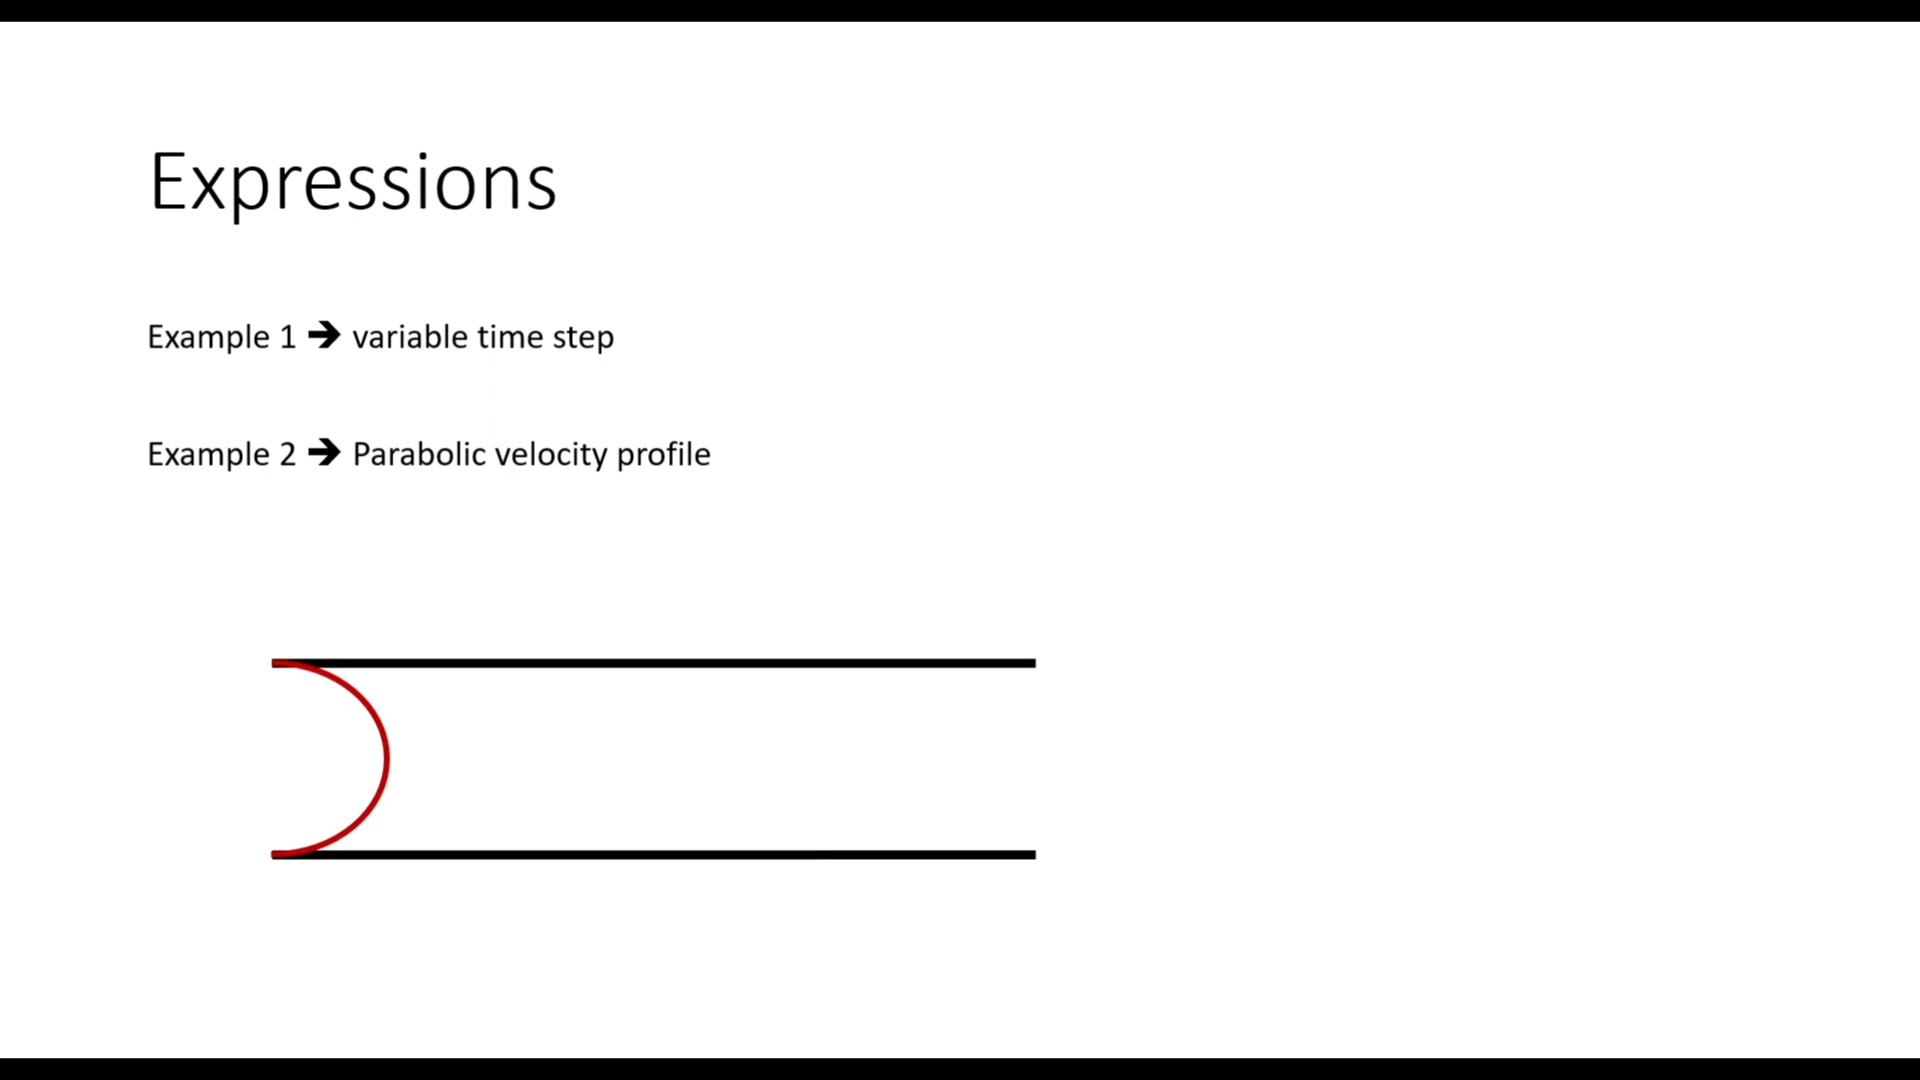 Expressions
Example 1 ➔ variable time step
Example 2 ➔ Parabolic velocity profile